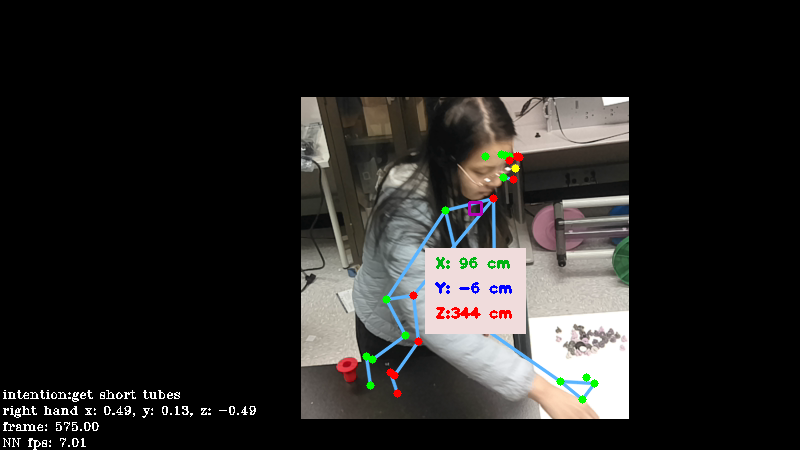 X: 96 cm
Y: -6 cm
Z:344 cm
intention:get short tubes
right hand x: 0.49, y: 0.13, z: -0.49
frame: 575.00
NN fps: 7.01